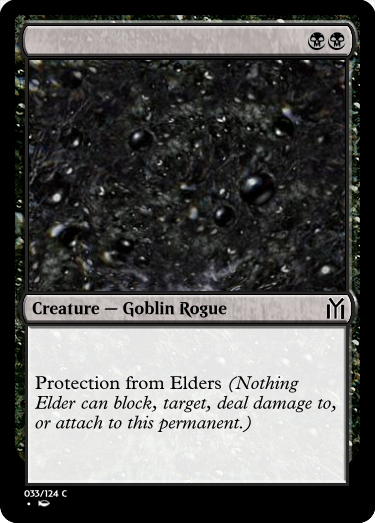 Creature — Goblin Rogue
Protection from Elders (Nothing
Elder can block, target, deal damage to,
or attach to this permanent.)
033/124 C